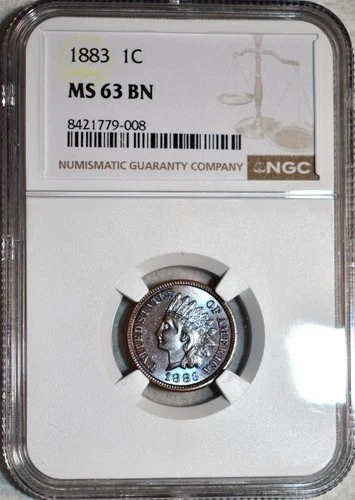 1883 1C
MS 63 BN
8421779-008
NUMISMATIC GUARANTY COMPANY NGC
UNITED STATES OF AMERICA
1883